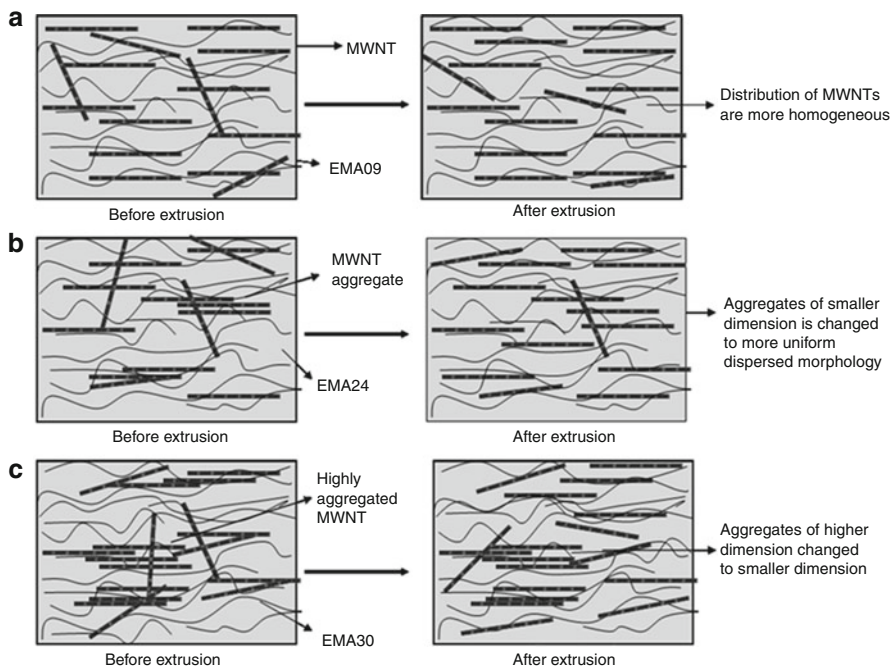 a
MWNT
EMA09
Distribution of MWNTs
are more homogeneous
Before extrusion
After extrusion
b
MWNT
aggregate
EMA24
Aggregates of smaller
dimension is changed
to more uniform
dispersed morphology
Before extrusion
After extrusion
c
Highly
aggregated
MWNT
EMA30
Aggregates of higher
dimension changed
to smaller dimension
Before extrusion
After extrusion